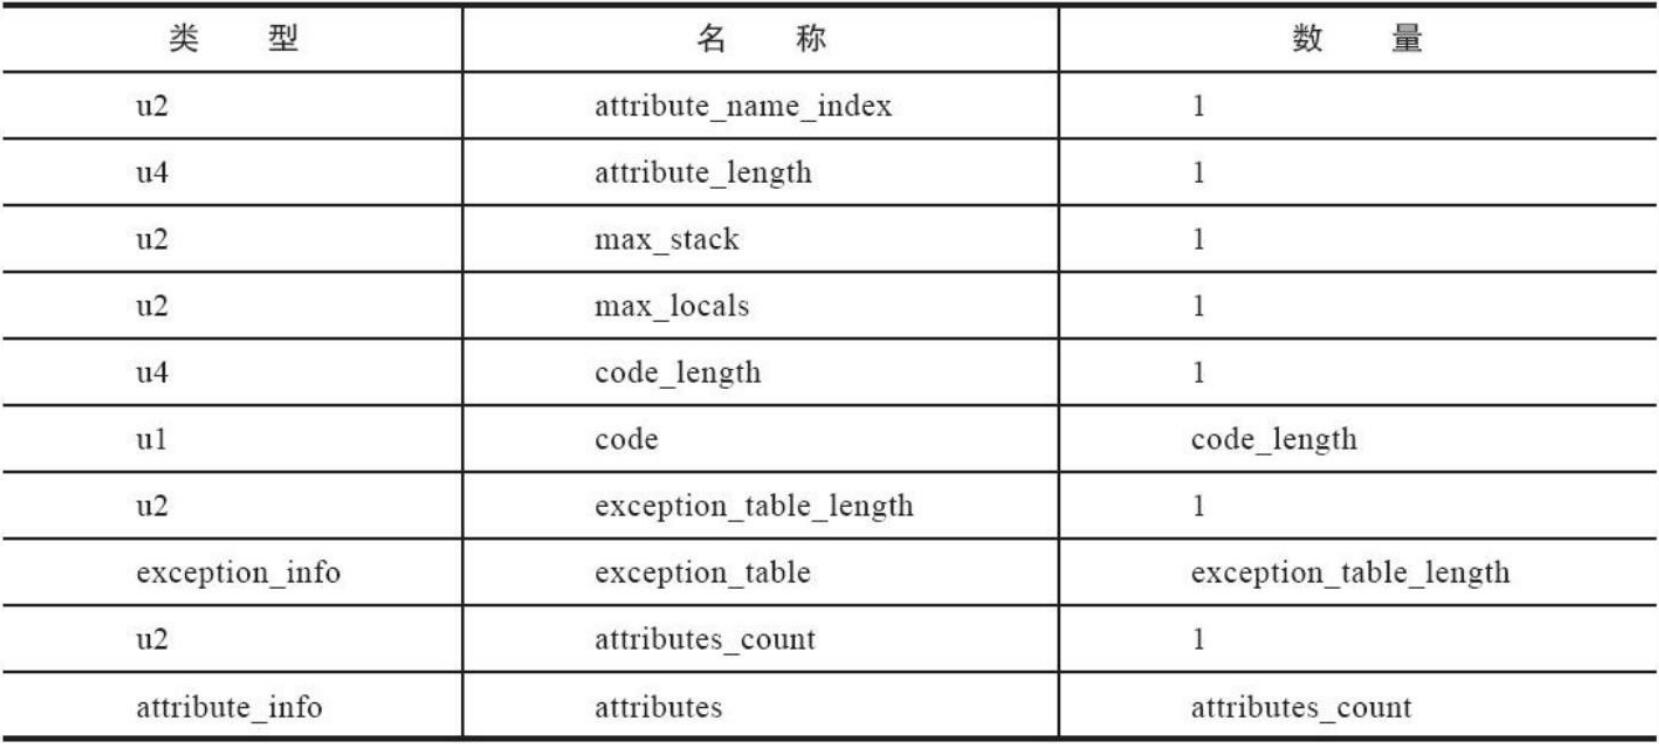 类 型 名 称 数 量
u2 attribute_name_index 1
u4 attribute_length 1
u2 max_stack 1
u2 max_locals 1
u4 code_length 1
u1 code code_length
u2 exception_table_length 1
exception_info exception_table exception_table_length
u2 attributes_count 1
attribute_info attributes attributes_count